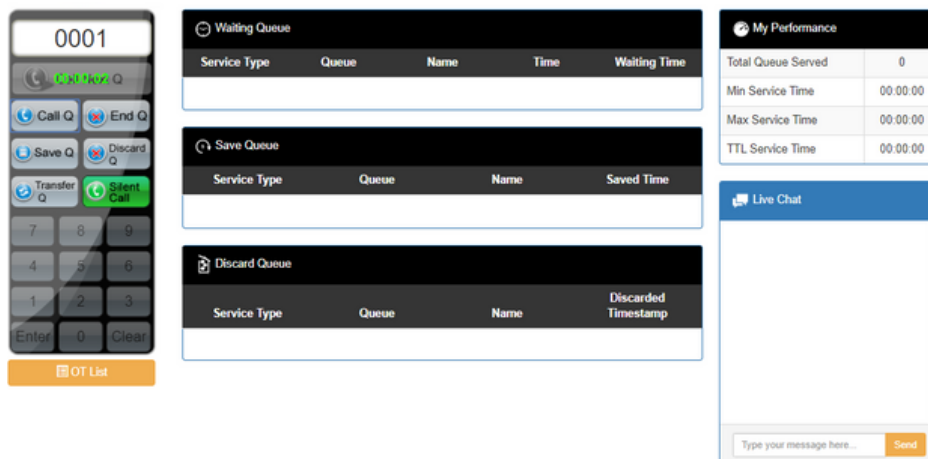 0001
Q
Call Q
End Q
Save Q
Discard
Q
Transfer
Q
Silent
Call
7 8 9
4 5 6
1 2 3
Enter 0 Clear
OT List
Waiting Queue
Service Type Queue Name Time Waiting Time
Save Queue
Service Type Queue Name Saved Time
Discard Queue
Service Type Queue Name Discarded
Timestamp
My Performance
Total Queue Served 0
Min Service Time 00:00:00
Max Service Time 00:00:00
TTL Service Time 00:00:00
Live Chat
Type your message here...
Send